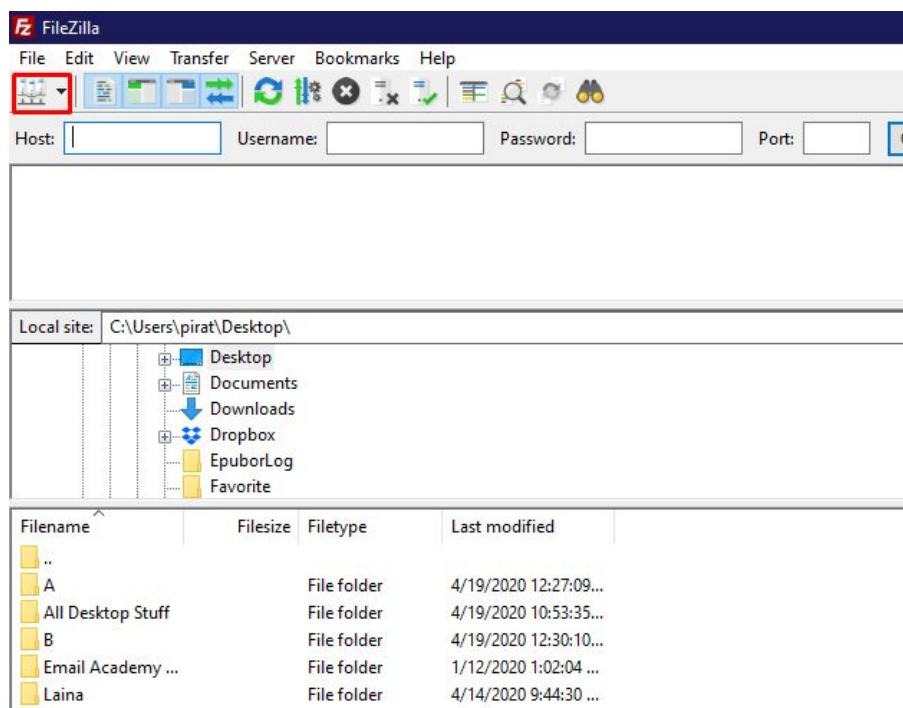 FileZilla
File Edit View Transfer Server Bookmarks Help
Host: Username: Password: Port:
Local site: C:\Users\pirat\Desktop\
Desktop
Documents
Downloads
Dropbox
EpuborLog
Favorite
Filename Filesize Filetype Last modified
..
A File folder 4/19/2020 12:27:09...
All Desktop Stuff File folder 4/19/2020 10:53:35...
B File folder 4/19/2020 12:30:10...
Email Academy ... File folder 1/12/2020 1:02:04 ...
Laina File folder 4/14/2020 9:44:30 ...